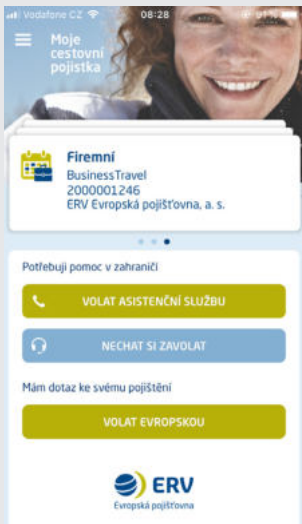 Vodafone CZ 08:28 91 %
Moje
cestovní
pojistka
Firemní
BusinessTravel
2000001246
ERV Evropská pojišťovna, a. s.
Potřebuji pomoc v zahraničí
VOLAT ASISTENČNÍ SLUŽBU
NECHAT SI ZAVOLAT
Mám dotaz ke svému pojištění
VOLAT EVROPSKOU
ERV
Evropská pojišťovna